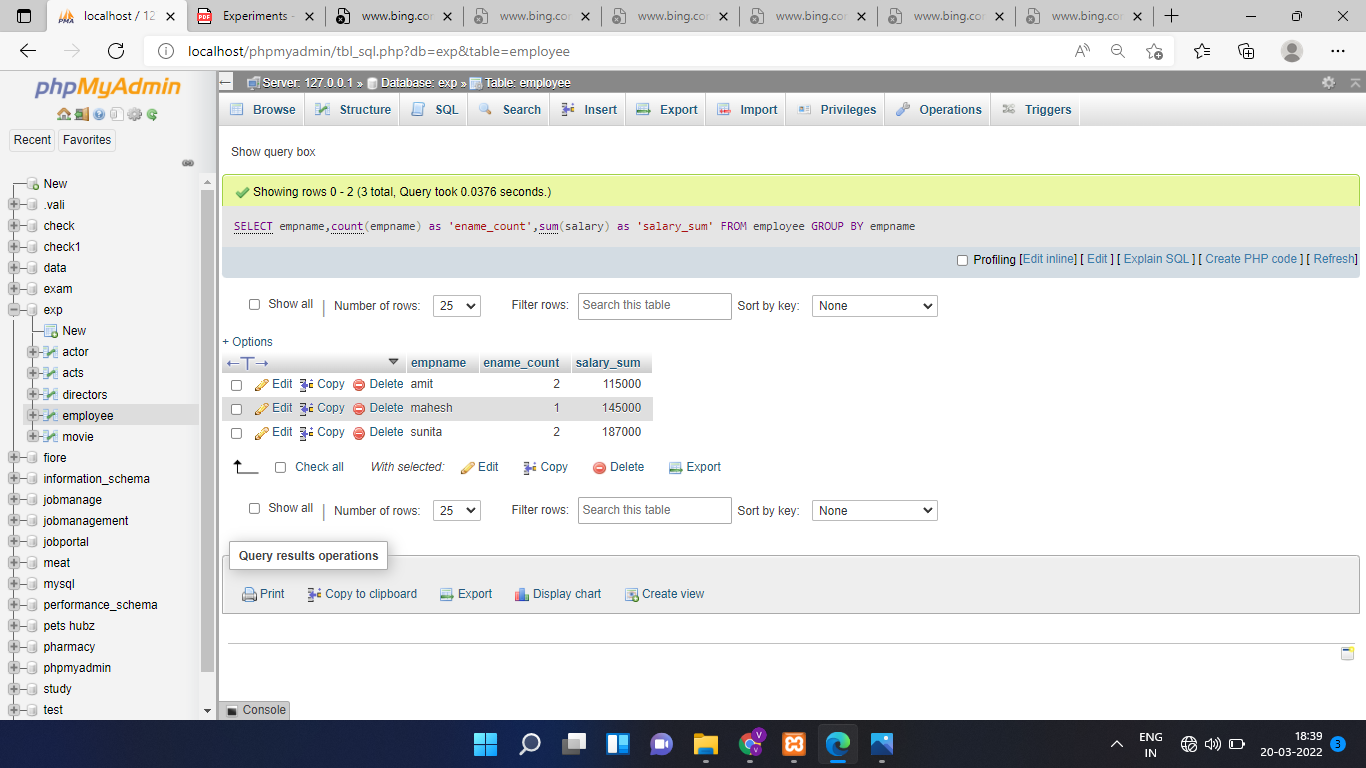 localhost / 12
Experiments -
www.bing.co
www.bing.co
www.bing.co
www.bing.co
www.bing.co
www.bing.co
localhost/phpmyadmin/tbl_sql.php?db=exp&table=employee
phpMyAdmin
Recent Favorites
New
.vali
check
check1
data
exam
exp
New
actor
acts
directors
employee
movie
fiore
information_schema
jobmanage
jobmanagement
jobportal
meat
mysql
performance_schema
pets hubz
pharmacy
phpmyadmin
study
test
Server: 127.0.0.1 » Database: exp » Table: employee
Browse Structure SQL Search Insert Export Import Privileges Operations Triggers
Show query box
Showing rows 0 - 2 (3 total, Query took 0.0376 seconds.)
SELECT empname,count(empname) as 'ename_count',sum(salary) as 'salary_sum' FROM employee GROUP BY empname
Profiling [Edit inline] [ Edit ] [ Explain SQL ] [ Create PHP code ] [ Refresh]
Show all | Number of rows: 25 Filter rows: Search this table Sort by key: None
+ Options
←T→ empname ename_count salary_sum
Edit Copy Delete amit 2 115000
Edit Copy Delete mahesh 1 145000
Edit Copy Delete sunita 2 187000
Check all With selected: Edit Copy Delete Export
Show all | Number of rows: 25 Filter rows: Search this table Sort by key: None
Query results operations
Print Copy to clipboard Export Display chart Create view
Console
ENG
IN
18:39
20-03-2022
3